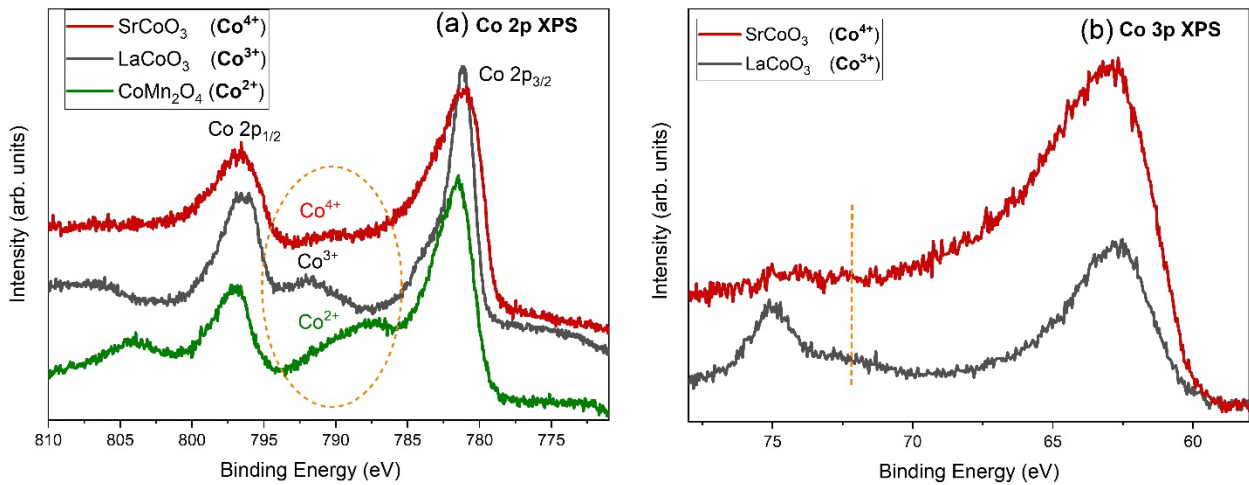 SrCoO₃ (Co⁴⁺)
LaCoO₃ (Co³⁺)
CoMn₂O₄ (Co²⁺)
(a) Co 2p XPS
Co 2p₃/₂
Co 2p₁/₂
Co⁴⁺
Co³⁺
Co²⁺
Intensity (arb. units)
810 805 800 795 790 785 780 775
Binding Energy (eV)
SrCoO₃ (Co⁴⁺)
LaCoO₃ (Co³⁺)
(b) Co 3p XPS
Intensity (arb. units)
75 70 65 60
Binding Energy (eV)